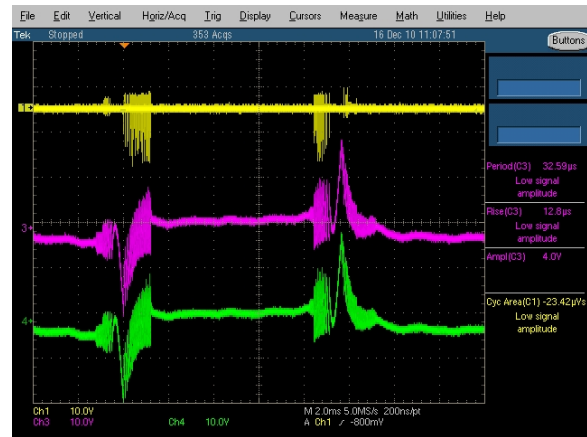 File Edit Vertical Horiz/Acq Trig Display Cursors Measure Math Utilities Help
Tek Stopped 353 Acqs 16 Dec 10 11:07:51
Buttons
Period(C3) 32.59µs
Low signal
amplitude
Rise(C3) 12.8µs
Low signal
amplitude
Ampl(C3) 4.0V
Cyc Area(C1) -23.42µVs
Low signal
amplitude
3
4
Ch1 10.0V M 2.0ms 5.0MS/s 200ns/pt
Ch3 10.0V Ch4 10.0V A Ch1 ⁄ -800mV